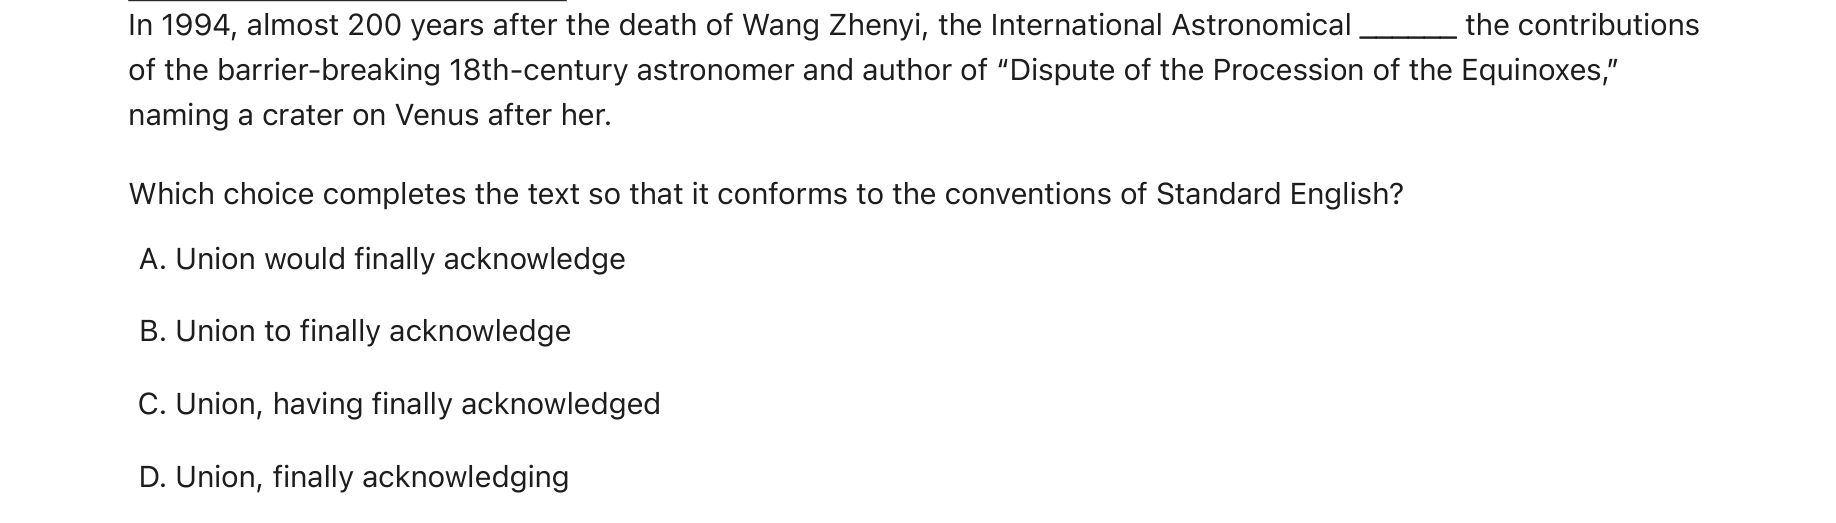 In 1994, almost 200 years after the death of Wang Zhenyi, the International Astronomical ______ the contributions
of the barrier-breaking 18th-century astronomer and author of “Dispute of the Procession of the Equinoxes,”
naming a crater on Venus after her.
Which choice completes the text so that it conforms to the conventions of Standard English?
A. Union would finally acknowledge
B. Union to finally acknowledge
C. Union, having finally acknowledged
D. Union, finally acknowledging